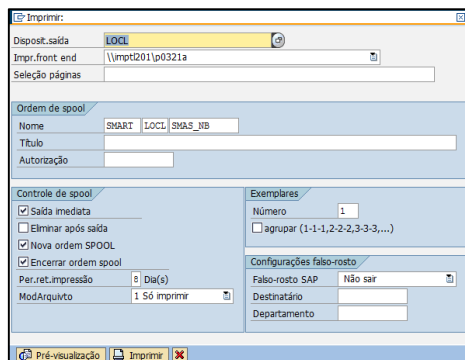 Imprimir:
Disposit.saída LOCL
Impr.front end \\imptl201\p0321a
Seleção páginas
Ordem de spool
Nome SMART LOCL SMAS_NB
Título
Autorização
Controle de spool
Saída imediata
Eliminar após saída
Nova ordem SPOOL
Encerrar ordem spool
Per.ret.impressão 8 Dia(s)
ModArquivto 1 Só imprimir
Exemplares
Número 1
agrupar (1-1-1,2-2-2,3-3-3,...)
Configurações falso-rosto
Falso-rosto SAP Não sair
Destinatário
Departamento
Pré-visualização Imprimir